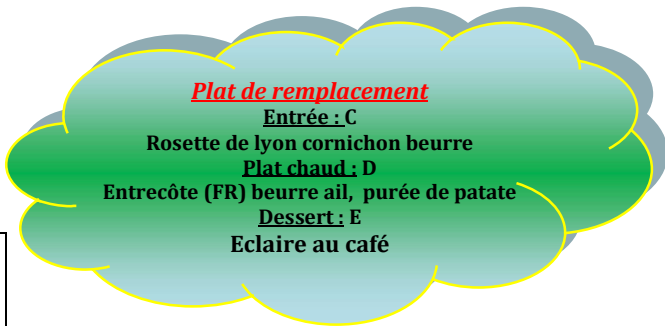 Plat de remplacement
Entrée : C
Rosette de lyon cornichon beurre
Plat chaud : D
Entrecôte (FR) beurre ail, purée de patate
Dessert : E
Eclaire au café